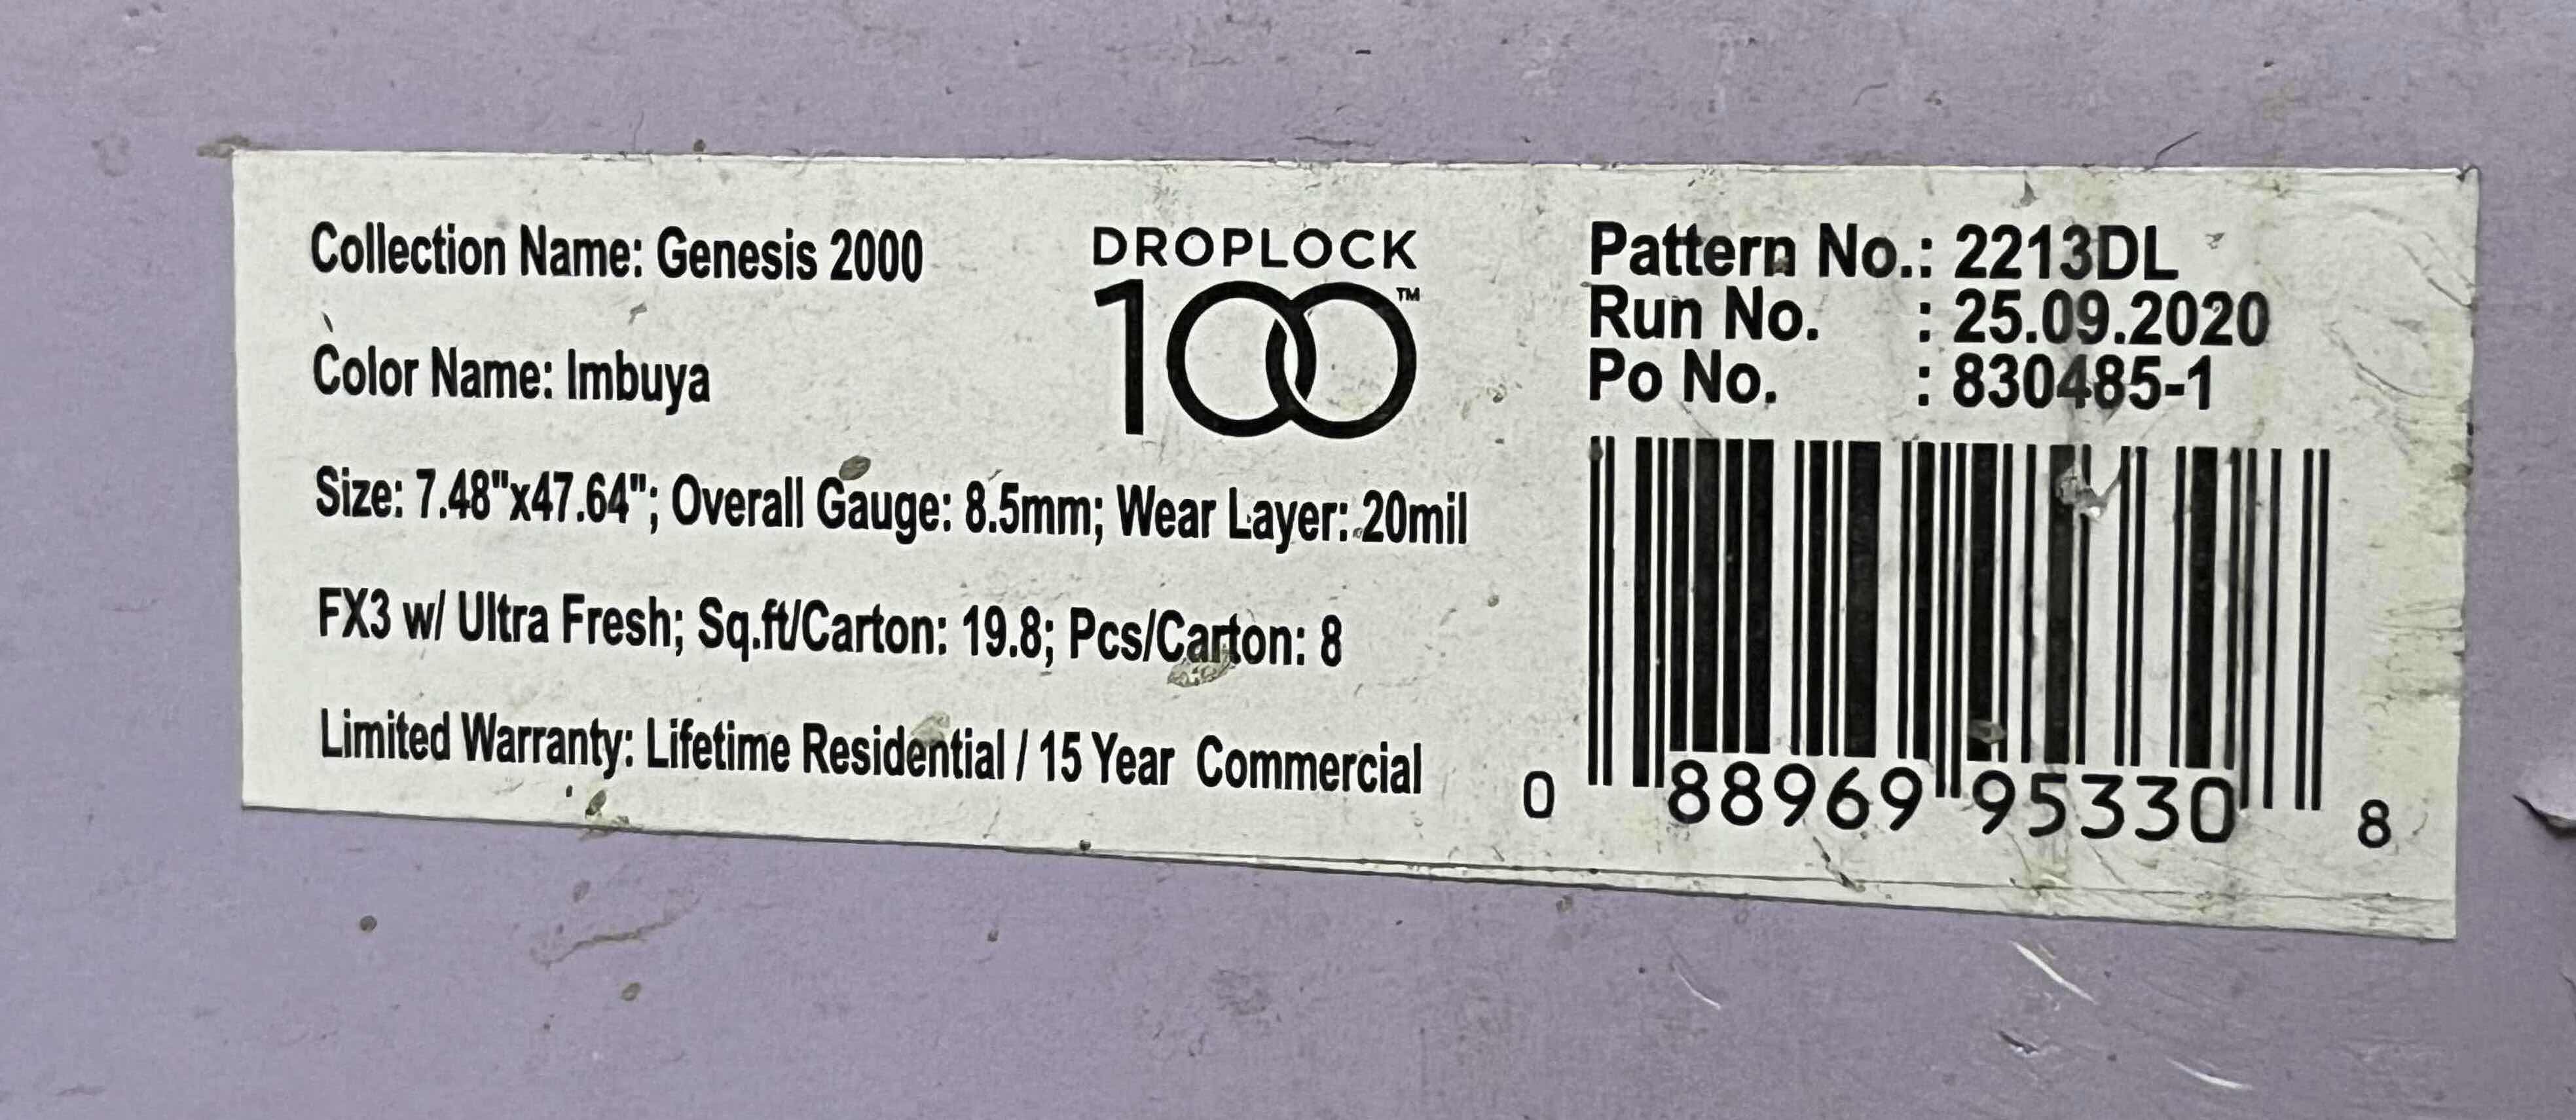 Collection Name: Genesis 2000
Color Name: Imbuya
Size: 7.48"x47.64"; Overall Gauge: 8.5mm; Wear Layer: 20mil
FX3 w/ Ultra Fresh; Sq.ft/Carton: 19.8; Pcs/Carton: 8
Limited Warranty: Lifetime Residential / 15 Year Commercial
DROPLOCK
100™
Pattern No.: 2213DL
Run No. : 25.09.2020
Po No. : 830485-1
0 88969 95330 8